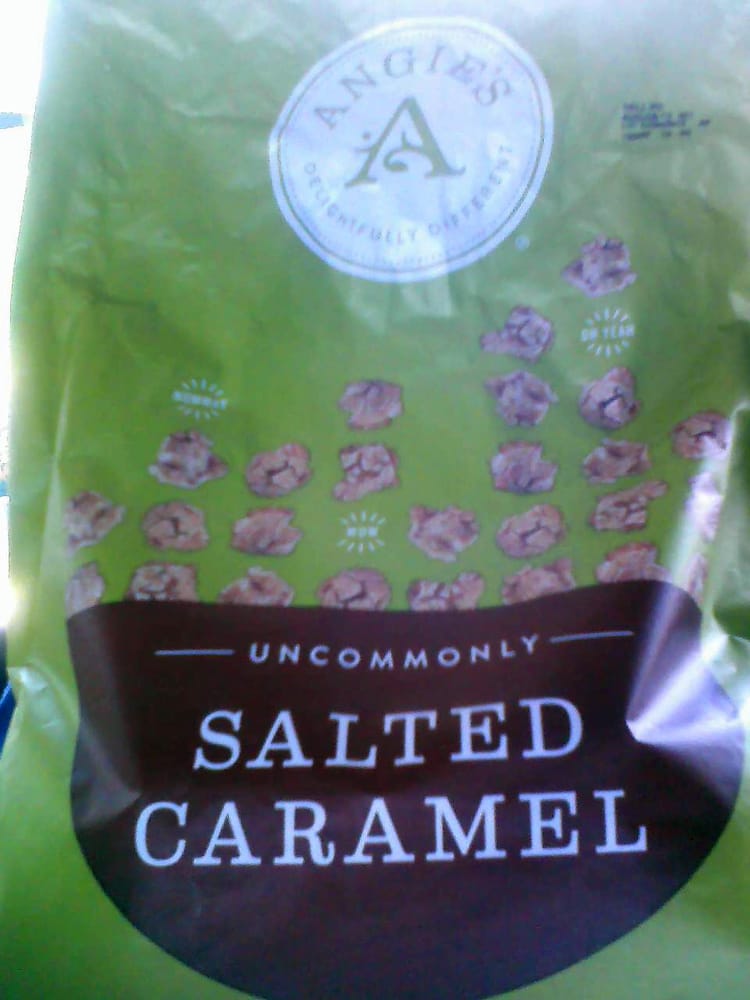 ANGIE'S
A
DELIGHTFULLY DIFFERENT
®
OH YEAH
NUMMY
NOM
UNCOMMONLY
SALTED
CARAMEL